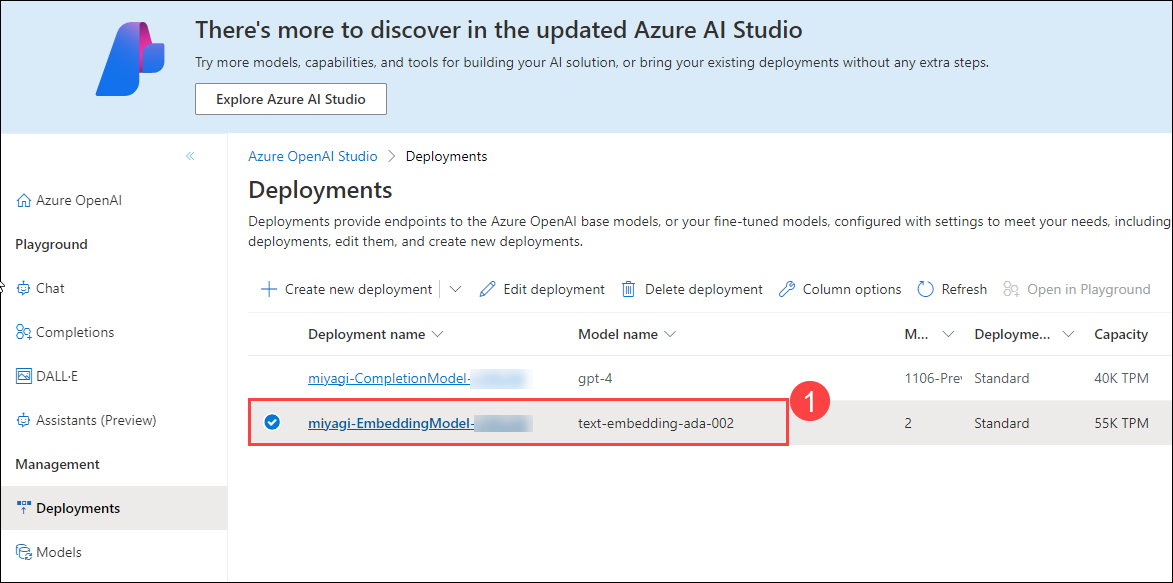 There's more to discover in the updated Azure AI Studio
Try more models, capabilities, and tools for building your AI solution, or bring your existing deployments without any extra steps.
Explore Azure AI Studio
«
Azure OpenAI
Playground
Chat
Completions
DALL·E
Assistants (Preview)
Management
Deployments
Models
Azure OpenAI Studio > Deployments
Deployments
Deployments provide endpoints to the Azure OpenAI base models, or your fine-tuned models, configured with settings to meet your needs, including
deployments, edit them, and create new deployments.
Create new deployment Edit deployment Delete deployment Column options Refresh Open in Playground
Deployment name Model name M... Deployme... Capacity
miyagi-CompletionModel- gpt-4 1106-Prev Standard 40K TPM
miyagi-EmbeddingModel- text-embedding-ada-002 2 Standard 55K TPM
1